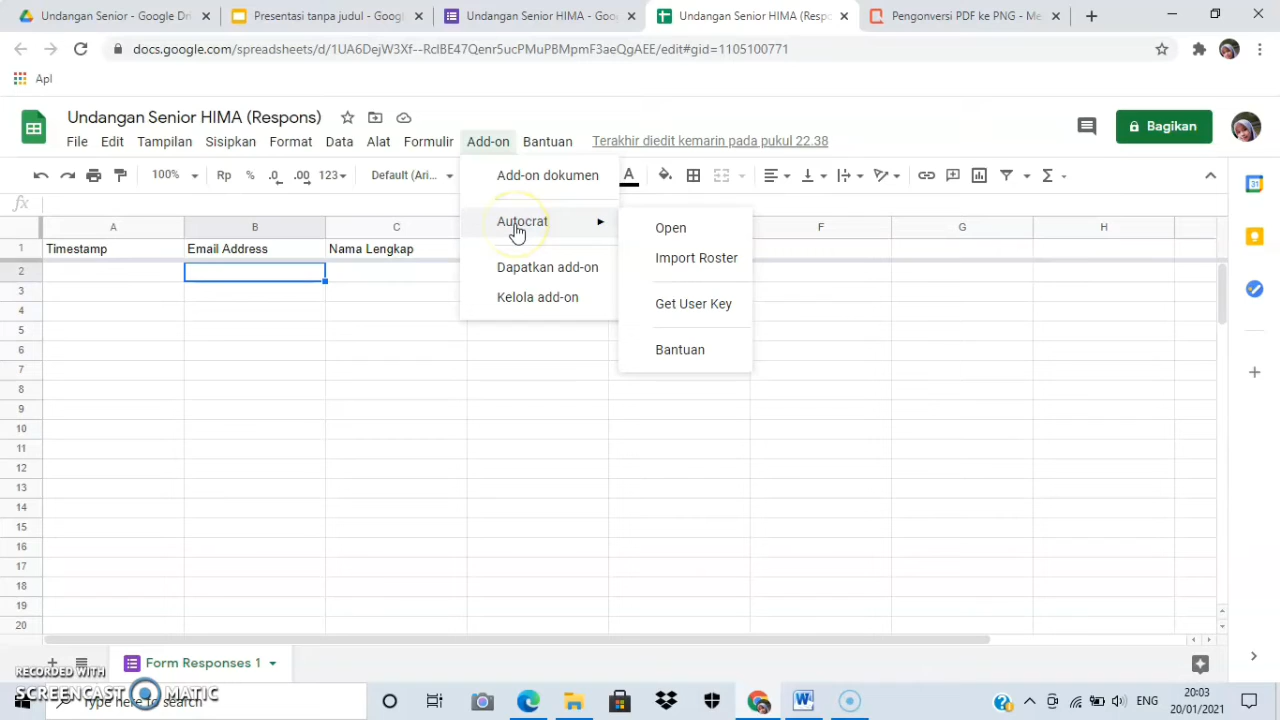 Undangan Senior - Google Dr
Presentasi tanpa judul - Googl
Undangan Senior HIMA - Goog
Undangan Senior HIMA (Respo
Pengonversi PDF ke PNG - Me
docs.google.com/spreadsheets/d/1UA6DejW3Xf--RclBE47Qenr5ucPMuPBMpmF3aeQgAEE/edit#gid=1105100771
Apl
Undangan Senior HIMA (Respons)
File Edit Tampilan Sisipkan Format Data Alat Formulir Add-on Bantuan Terakhir diedit kemarin pada pukul 22.38
Bagikan
100% Rp % .0 .00 123 Default (Ari... A
Add-on dokumen
Autocrat
Dapatkan add-on
Kelola add-on
Open
Import Roster
Get User Key
Bantuan
fx
A B C F G H
1 Timestamp Email Address Nama Lengkap
2
3
4
5
6
7
8
9
10
11
12
13
14
15
16
17
18
19
20
Form Responses 1
RECORDED WITH
SCREENCAST MATIC
Type here to search
ENG
20:03
20/01/2021